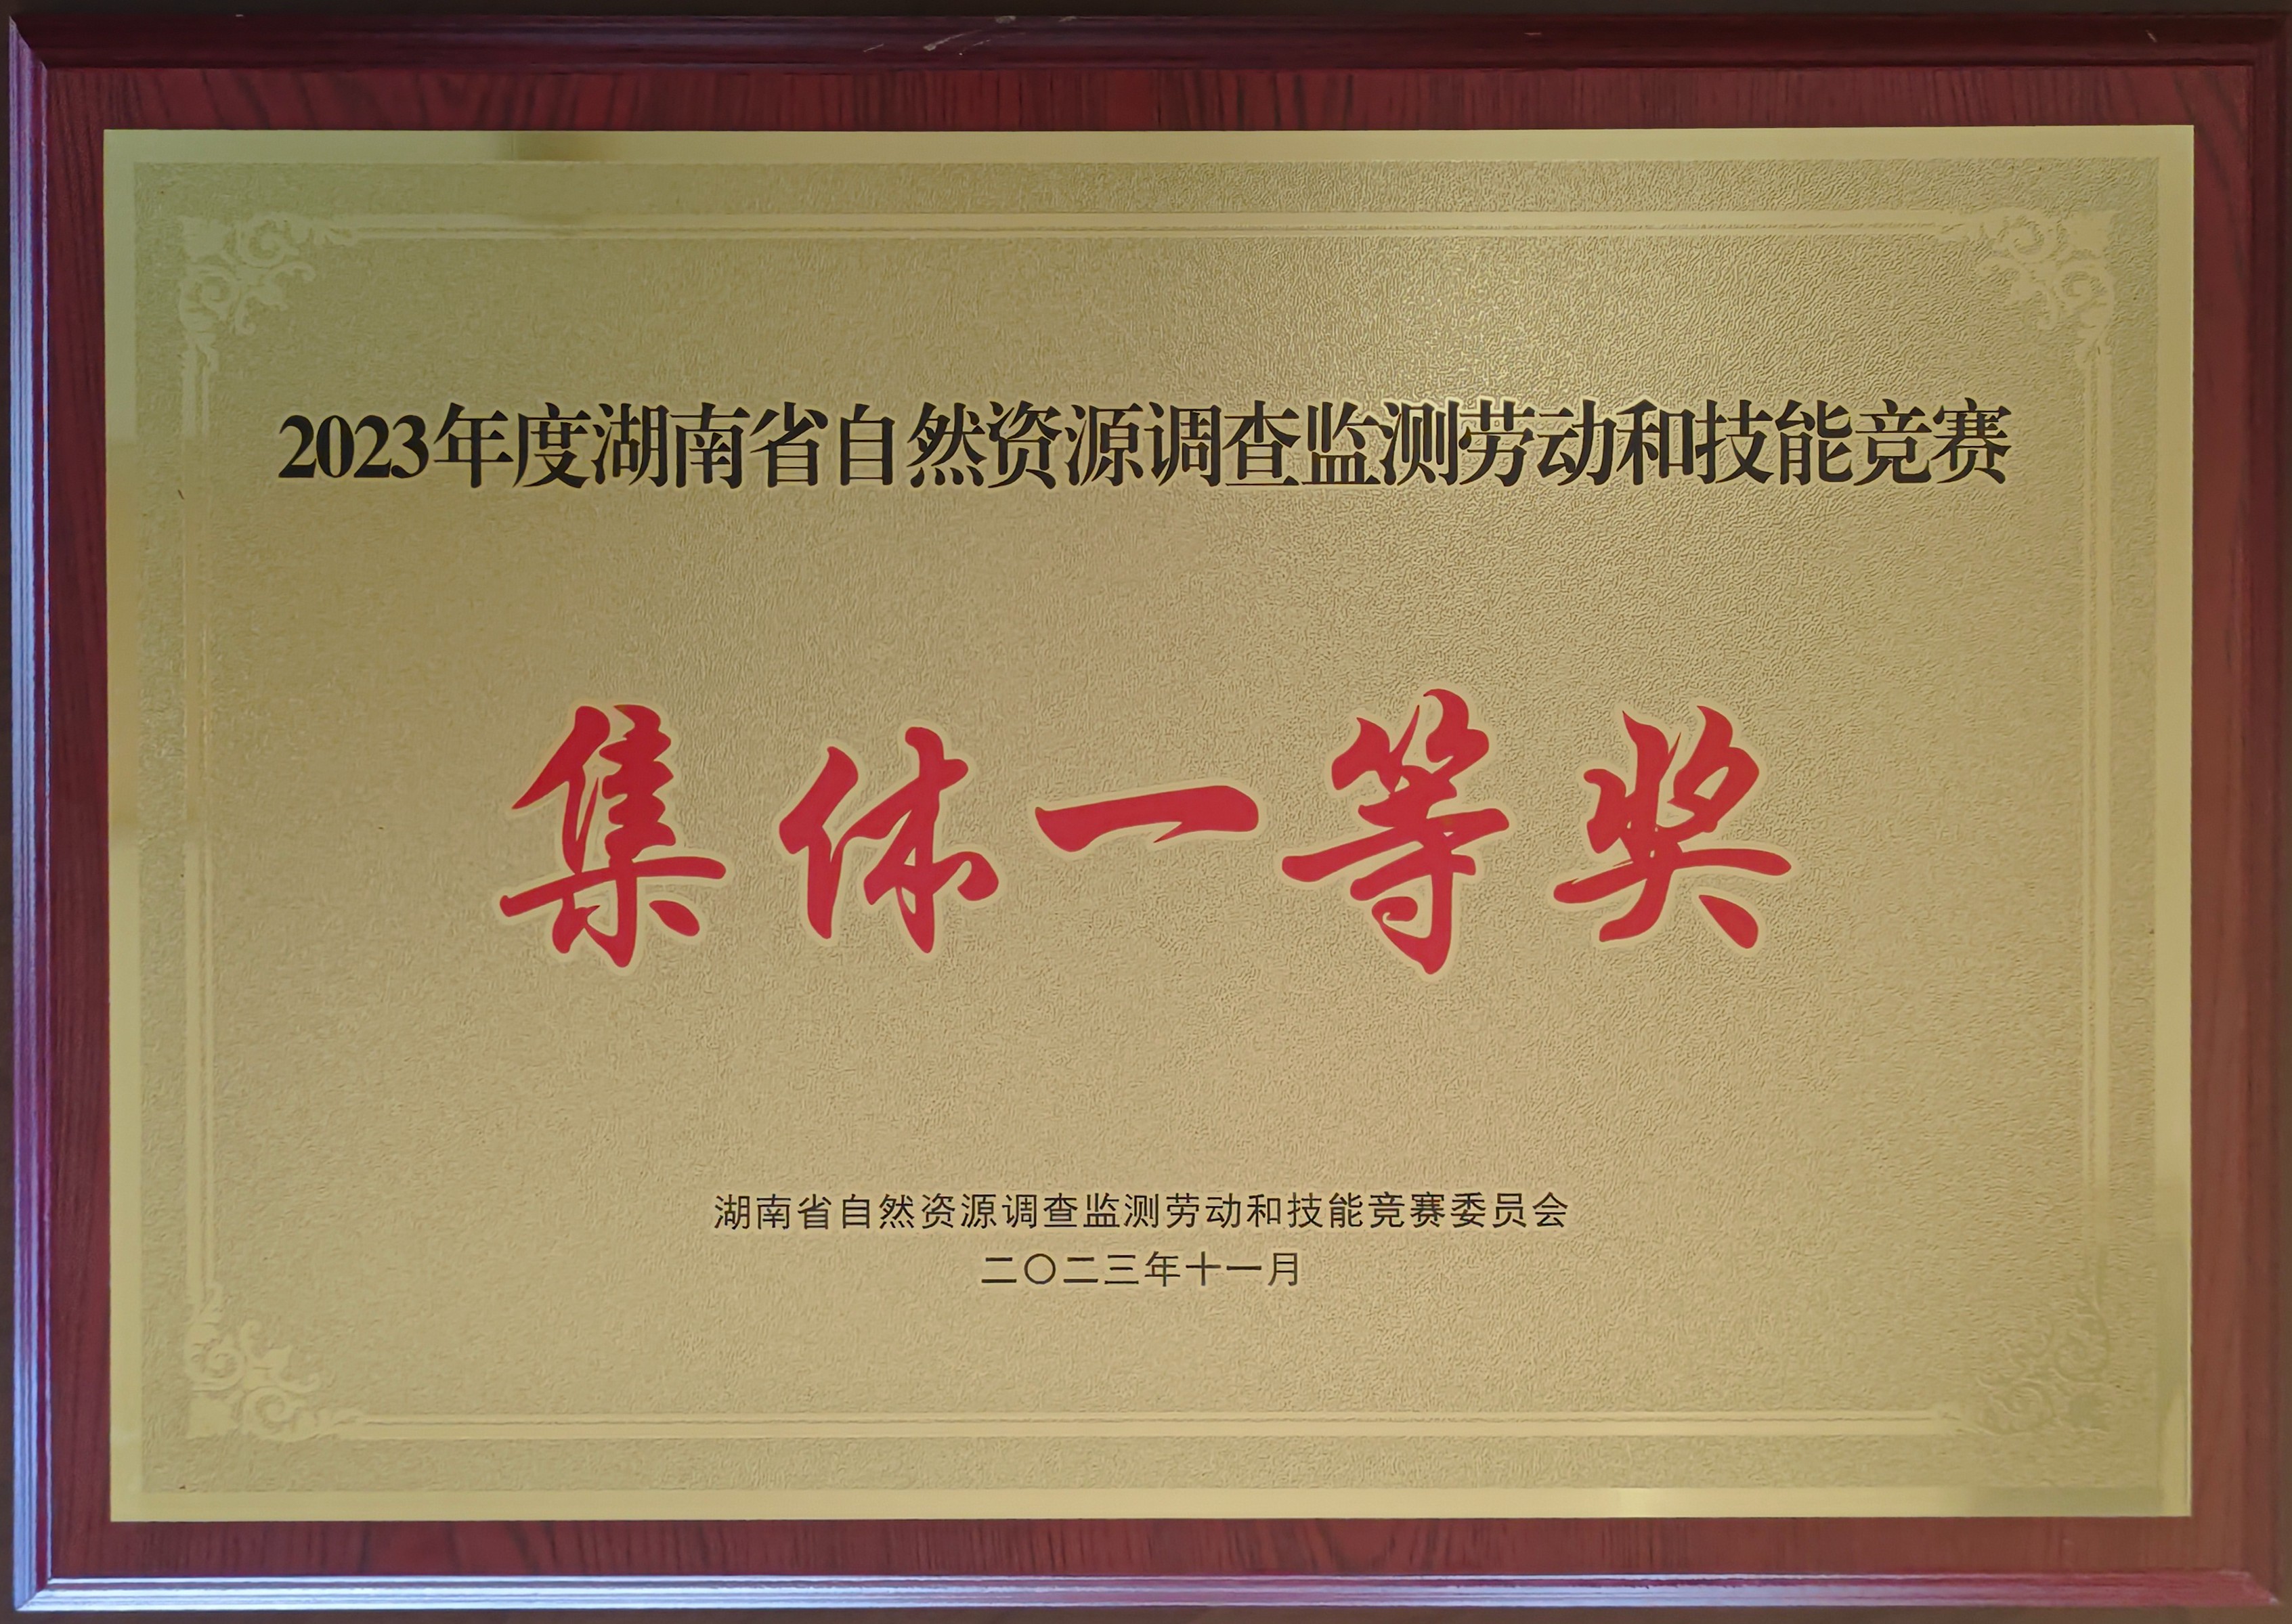 2023年度湖南省自然资源调查监测劳动和技能竞赛
集体一等奖
湖南省自然资源调查监测劳动和技能竞赛委员会
二〇二三年十一月